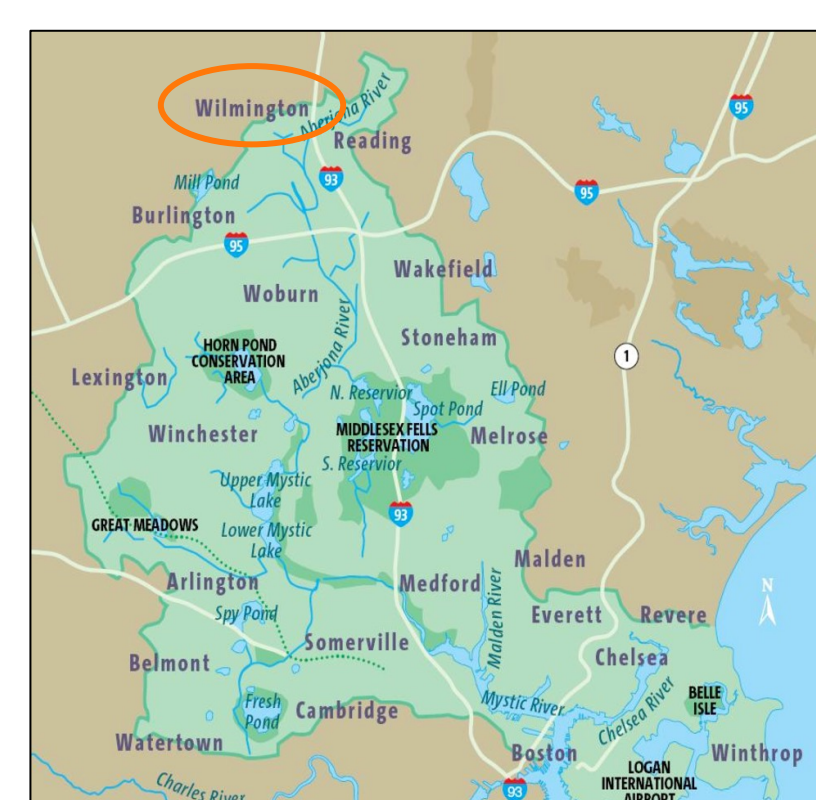 Wilmington
Aberjona River
Reading
95
Mill Pond
93
95
Burlington
95
Wakefield
Woburn
Aberjona River
Stoneham
HORN POND
CONSERVATION
AREA
1
Lexington
N. Reservior
Ell Pond
Spot Pond
Winchester
MIDDLESEX FELLS
RESERVATION
Melrose
S. Reservior
Upper Mystic
Lake
93
GREAT MEADOWS
Lower Mystic
Lake
Malden
Arlington
Medford
Malden River
N
Spy Pond
Everett
Revere
Somerville
Belmont
Chelsea
Fresh
Pond
Cambridge
Mystic River
Chelsea River
BELLE
ISLE
Watertown
Boston
Winthrop
Charles River
93
LOGAN
INTERNATIONAL
AIRPORT